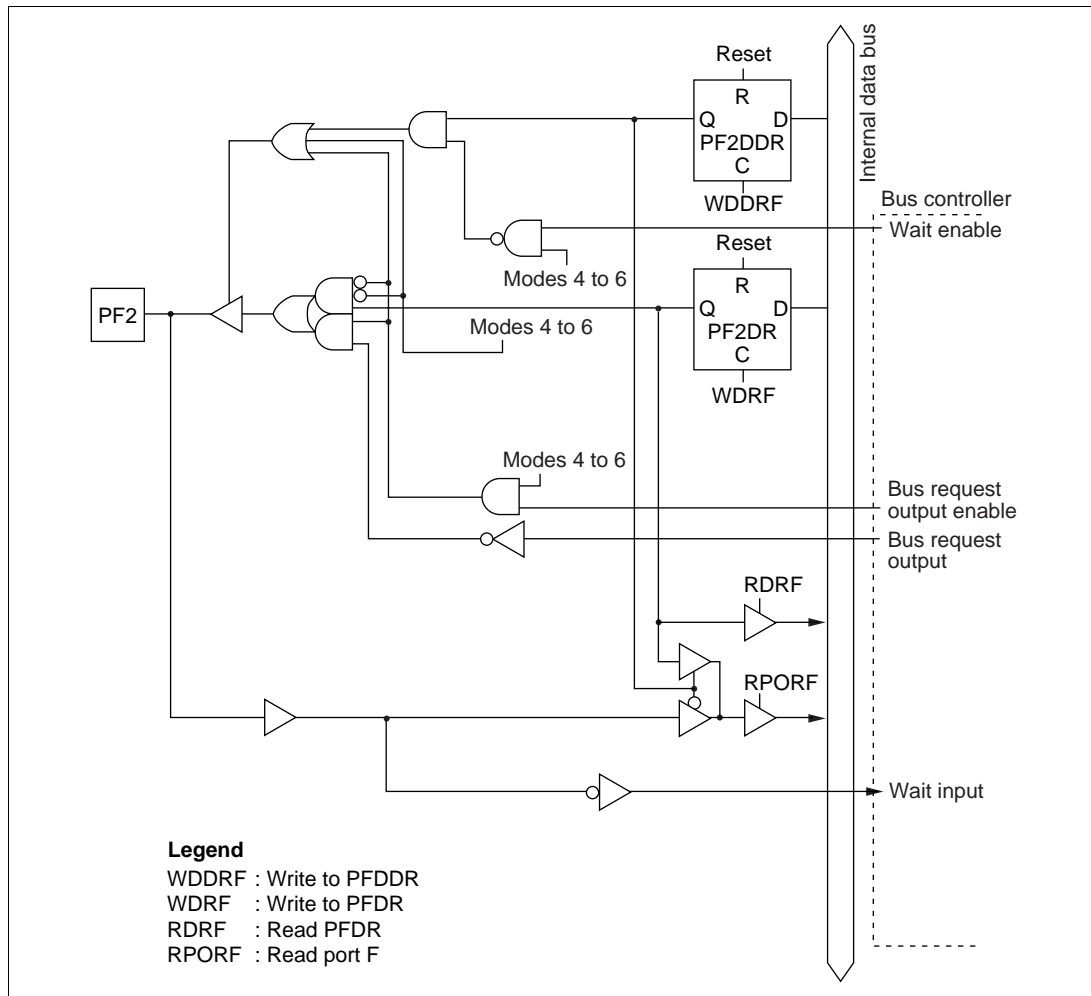 Reset
R
Q D
PF2DDR
C
WDDRF
Internal data bus
Bus controller
Wait enable
Modes 4 to 6
Reset
R
Q D
PF2DR
C
WDRF
PF2
Modes 4 to 6
Modes 4 to 6
Bus request
output enable
Bus request
output
RDRF
RPORF
Wait input
Legend
WDDRF : Write to PFDDR
WDRF : Write to PFDR
RDRF : Read PFDR
RPORF : Read port F